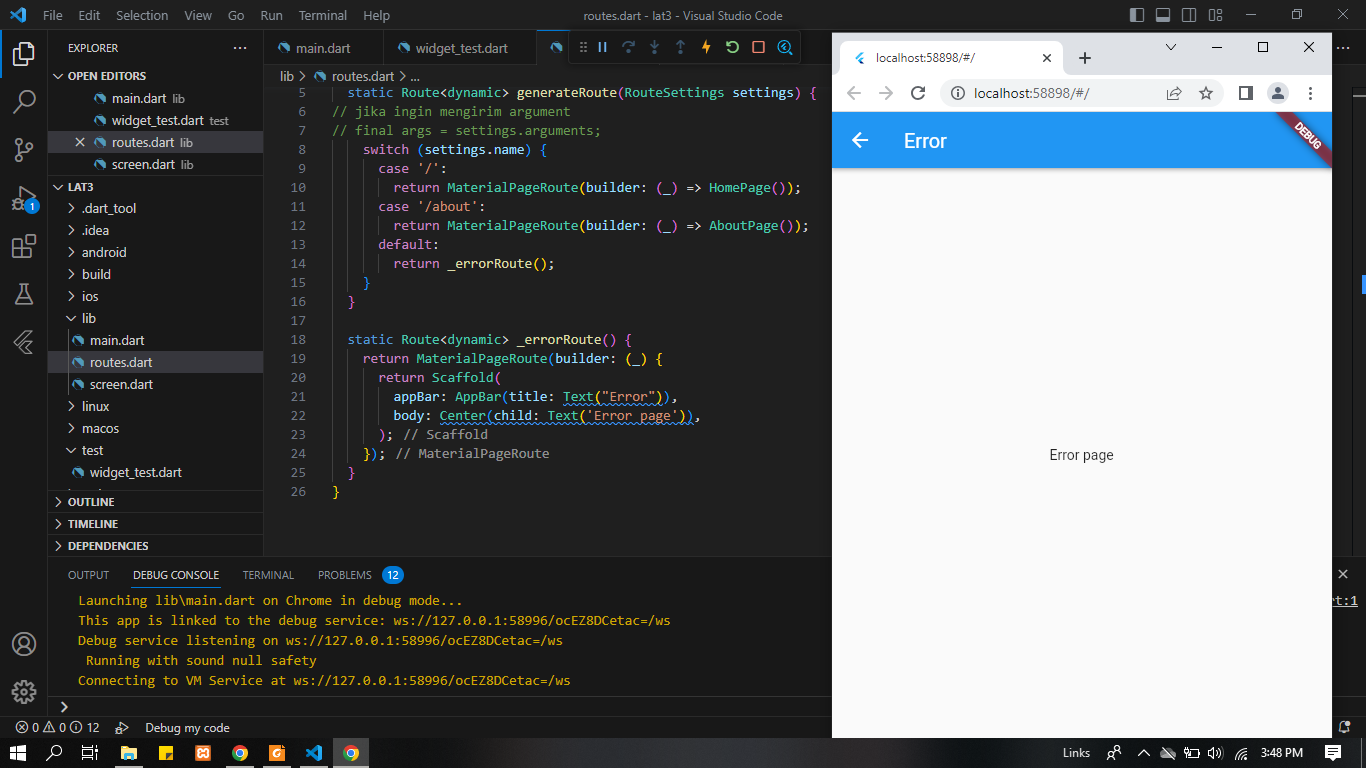 File Edit Selection View Go Run Terminal Help
routes.dart - lat3 - Visual Studio Code
EXPLORER
OPEN EDITORS
main.dart lib
widget_test.dart test
routes.dart lib
screen.dart lib
LAT3
.dart_tool
.idea
android
build
ios
lib
main.dart
routes.dart
screen.dart
linux
macos
test
widget_test.dart
OUTLINE
TIMELINE
DEPENDENCIES
1
main.dart
widget_test.dart
lib > routes.dart > ...
5 static Route<dynamic> generateRoute(RouteSettings settings) {
6 // jika ingin mengirim argument
7 // final args = settings.arguments;
8 switch (settings.name) {
9 case '/':
10 return MaterialPageRoute(builder: (_) => HomePage());
11 case '/about':
12 return MaterialPageRoute(builder: (_) => AboutPage());
13 default:
14 return _errorRoute();
15 }
16 }
17
18 static Route<dynamic> _errorRoute() {
19 return MaterialPageRoute(builder: (_) {
20 return Scaffold(
21 appBar: AppBar(title: Text("Error")),
22 body: Center(child: Text('Error page')),
23 ); // Scaffold
24 }); // MaterialPageRoute
25 }
26 }
OUTPUT DEBUG CONSOLE TERMINAL PROBLEMS 12
Launching lib\main.dart on Chrome in debug mode...
This app is linked to the debug service: ws://127.0.0.1:58996/ocEZ8DCetac=/ws
Debug service listening on ws://127.0.0.1:58996/ocEZ8DCetac=/ws
Running with sound null safety
Connecting to VM Service at ws://127.0.0.1:58996/ocEZ8DCetac=/ws
rt:1
0 0 12 Debug my code
localhost:58898/#/
localhost:58898/#/
Error
DEBUG
Error page
Links
3:48 PM